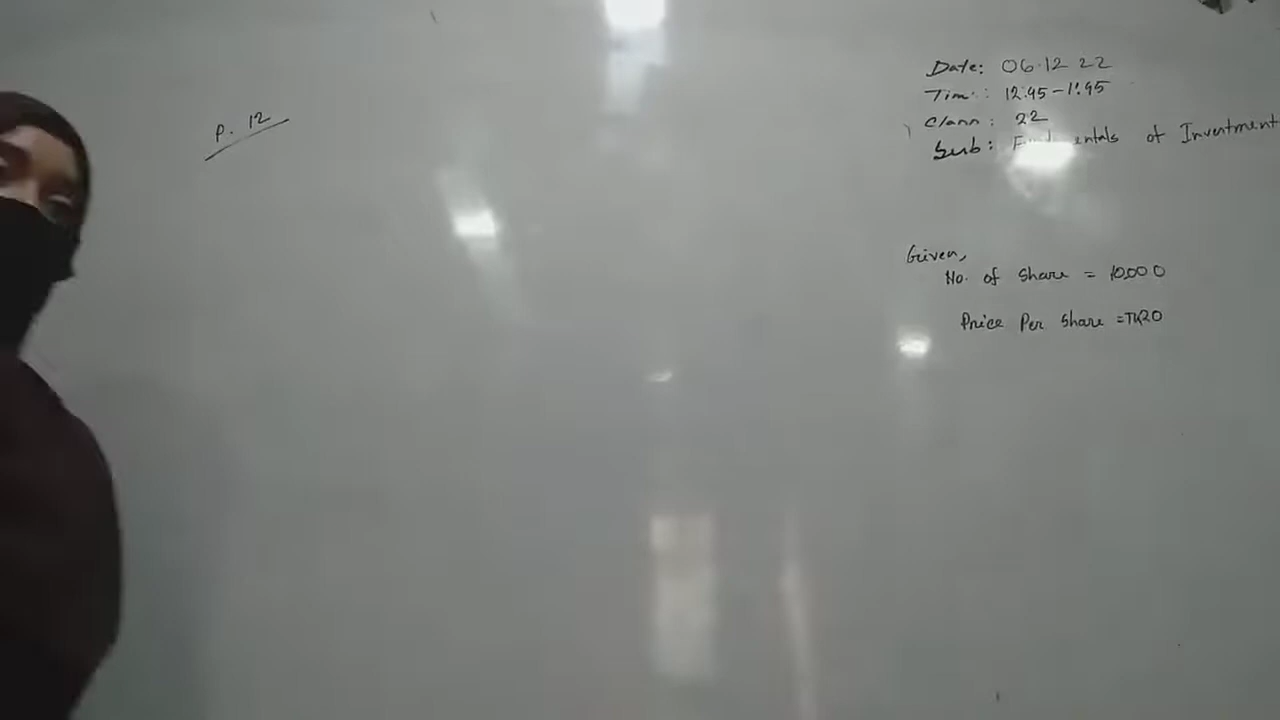 P. 12
Date: 06.12 22
Tim : 12.45 - 1:45
Class : 22
Sub: of Investment
Given,
No. of Share = 10,000
Price Per Share = TK20